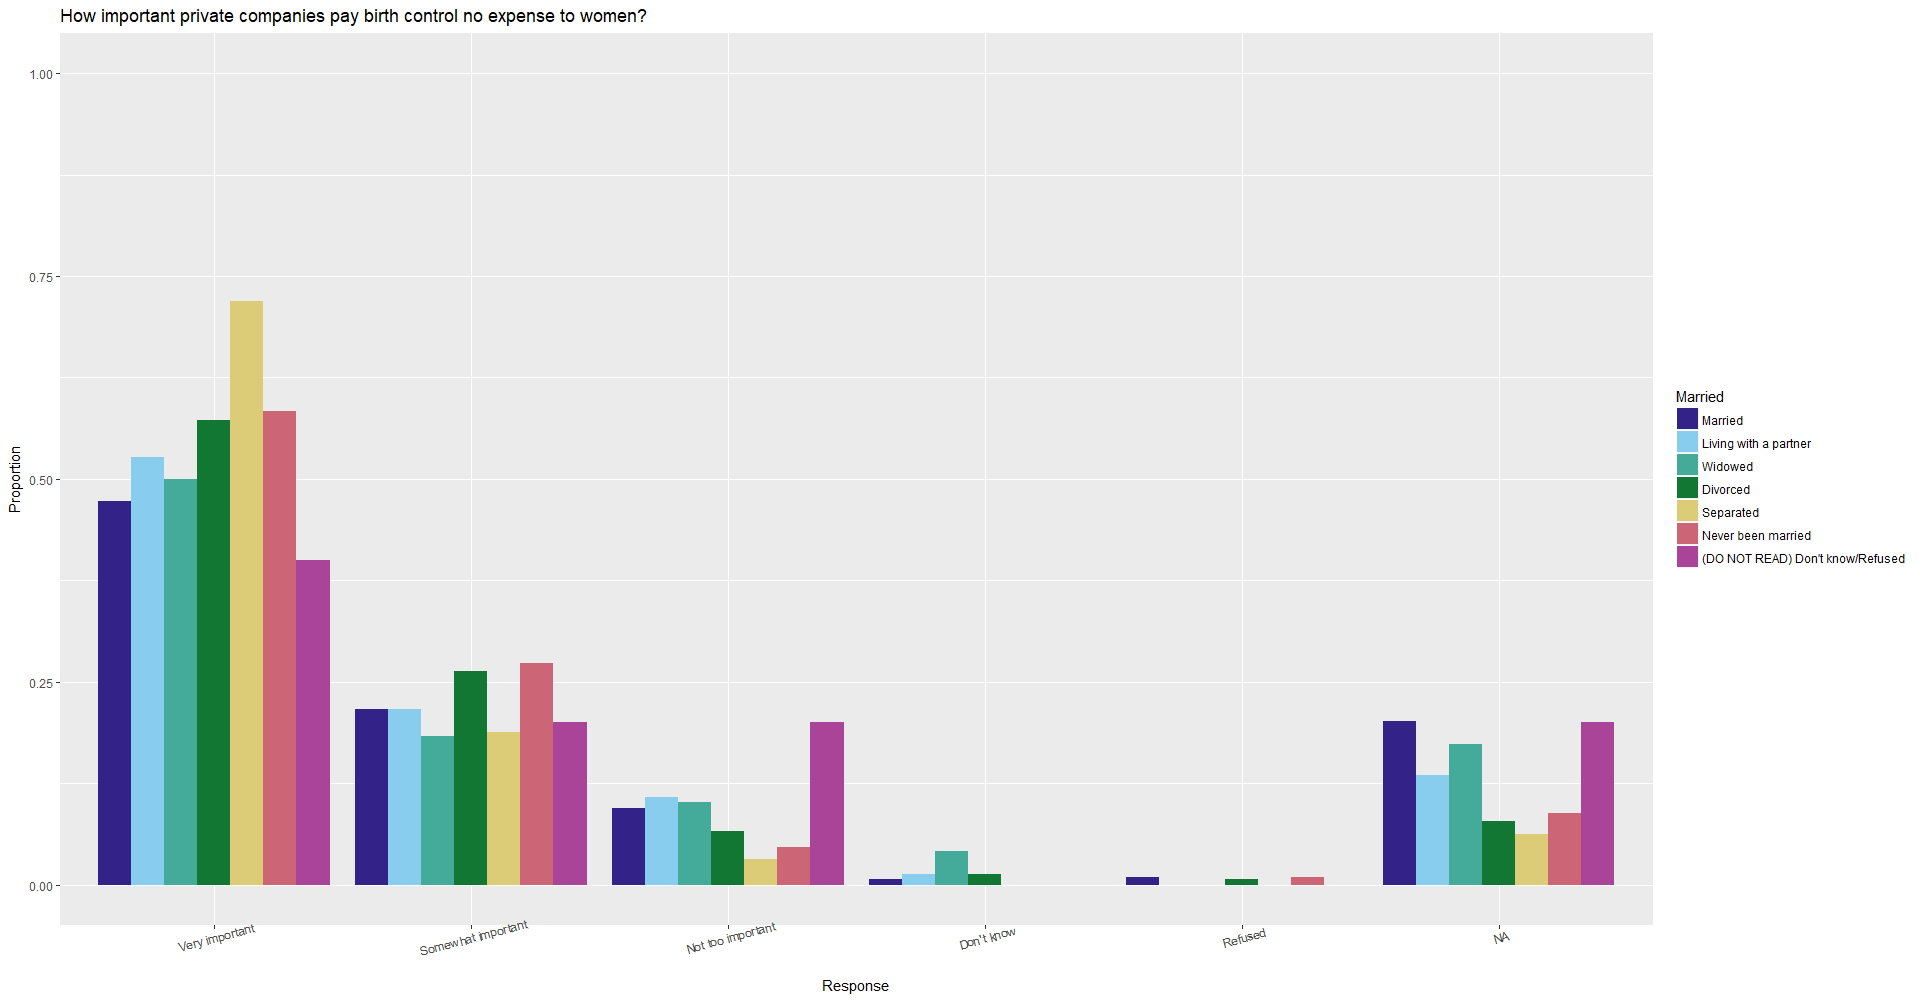 How important private companies pay birth control no expense to women?
1.00
0.75
0.50
0.25
0.00
Proportion
Very important
Somewhat important
Not too important
Don't know
Refused
NA
Response
Married
Married
Living with a partner
Widowed
Divorced
Separated
Never been married
(DO NOT READ) Don't know/Refused